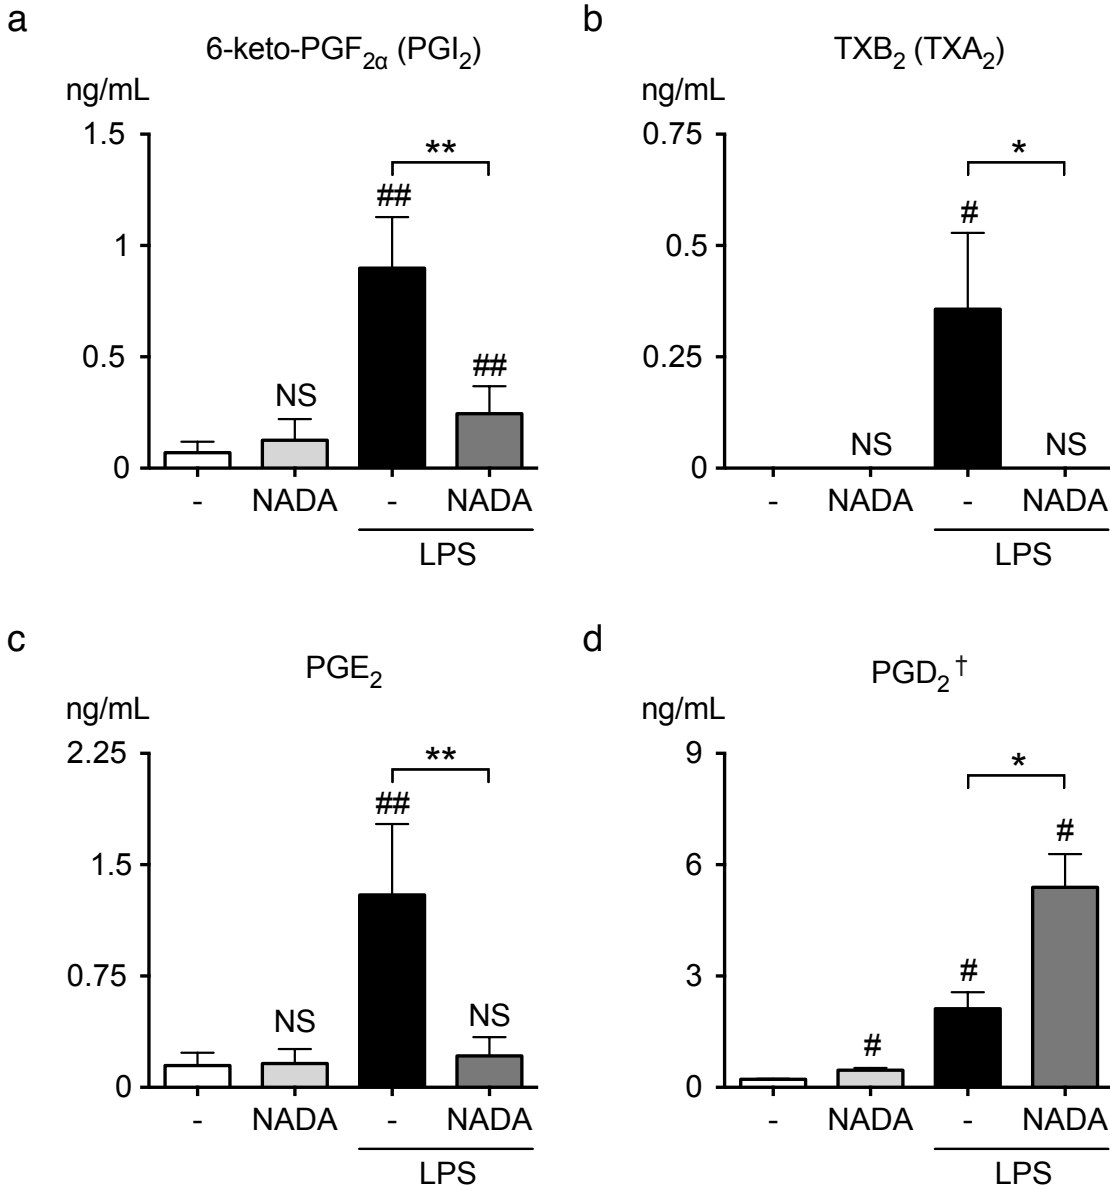 a
6-keto-PGF2α (PGI2)
ng/mL
1.5
1
0.5
0
**
##
##
NS
- NADA - NADA
LPS
b
TXB2 (TXA2)
ng/mL
0.75
0.5
0.25
0
*
#
NS NS
- NADA - NADA
LPS
c
PGE2
ng/mL
2.25
1.5
0.75
0
**
##
NS NS
- NADA - NADA
LPS
d
PGD2 †
ng/mL
9
6
3
0
*
#
#
#
- NADA - NADA
LPS